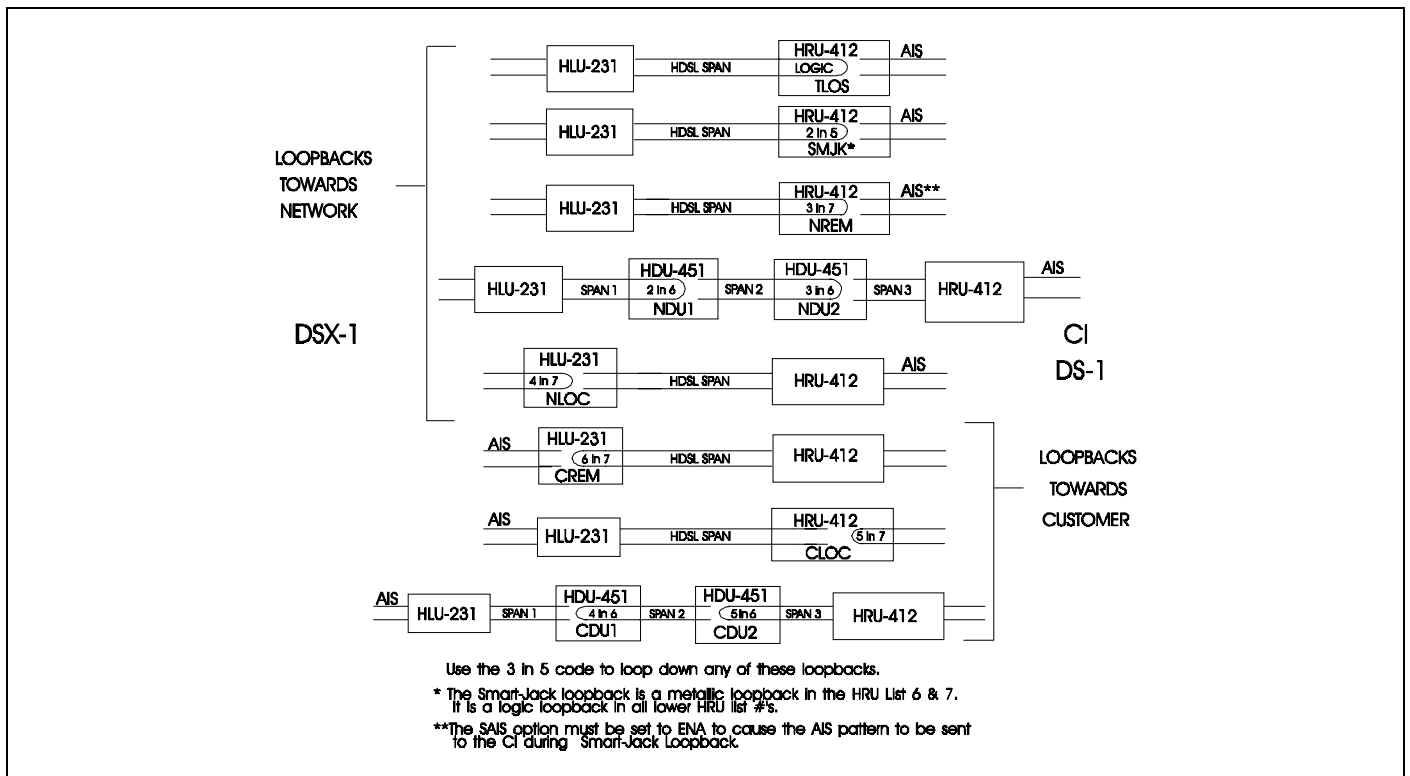 HRU-412 AIS
HLU-231 HDSL SPAN LOGIC
TLOS
HRU-412 AIS
HLU-231 HDSL SPAN 2 in 5
SMJK*
LOOPBACKS
TOWARDS
NETWORK
HRU-412 AIS**
HLU-231 HDSL SPAN 3 in 7
NREM
HDU-451 HDU-451 AIS
HLU-231 SPAN 1 2 in 6 SPAN 2 3 in 6 SPAN 3 HRU-412
NDU1 NDU2
DSX-1
CI
DS-1
HLU-231 AIS
4 in 7 HDSL SPAN HRU-412
NLOC
AIS HLU-231
6 in 7 HDSL SPAN HRU-412
CREM
LOOPBACKS
TOWARDS
CUSTOMER
AIS HRU-412
HLU-231 HDSL SPAN 5 in 7
CLOC
AIS HDU-451 HDU-451
HLU-231 SPAN 1 4 in 6 SPAN 2 5in6 SPAN 3 HRU-412
CDU1 CDU2
Use the 3 in 5 code to loop down any of these loopbacks.
* The Smart-Jack loopback is a metallic loopback in the HRU List 6 & 7.
It is a logic loopback in all lower HRU list #'s.
**The SAIS option must be set to ENA to cause the AIS pattern to be sent
to the CI during Smart-Jack Loopback.